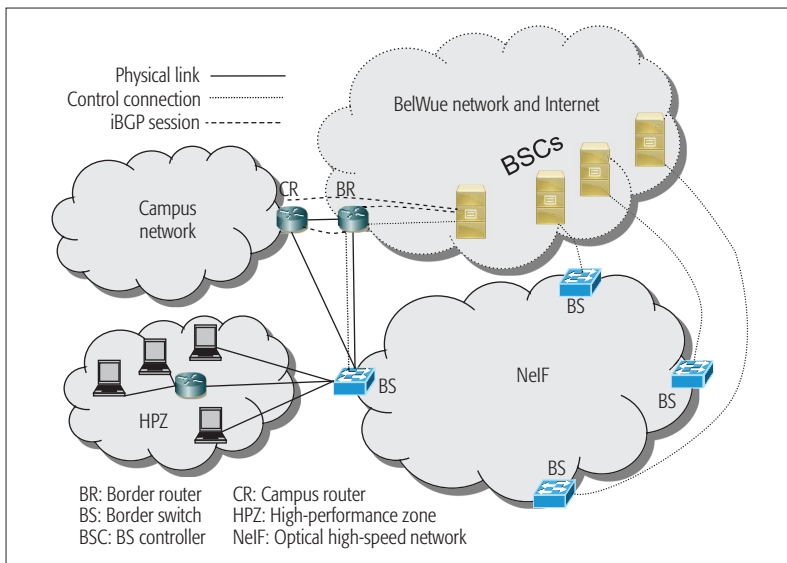 Physical link
Control connection
iBGP session
BelWue network and Internet
BSCs
CR
BR
Campus
network
BS
BS
NeIF
BS
HPZ
BS
BR: Border router
CR: Campus router
BS: Border switch
HPZ: High-performance zone
BSC: BS controller
NeIF: Optical high-speed network